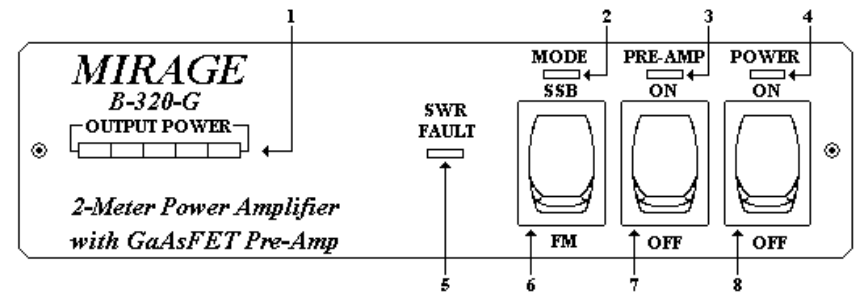 1 2 3 4
MIRAGE
B-320-G
OUTPUT POWER
SWR
FAULT
MODE
SSB
PRE-AMP
ON
POWER
ON
2-Meter Power Amplifier
with GaAsFET Pre-Amp
FM
OFF
OFF
5 6 7 8